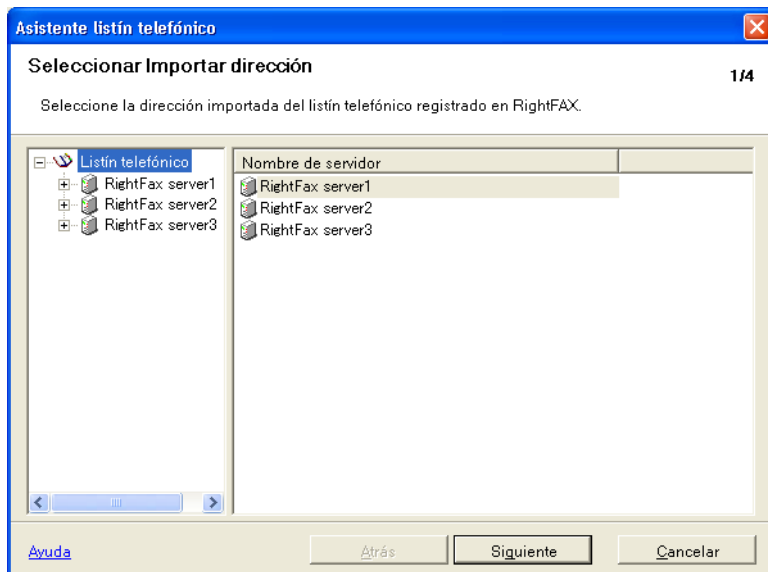 Asistente listín telefónico
Seleccionar Importar dirección
1/4
Seleccione la dirección importada del listín telefónico registrado en RightFAX.
Listín telefónico
RightFax server1
RightFax server2
RightFax server3
Nombre de servidor
RightFax server1
RightFax server2
RightFax server3
Ayuda
Atrás
Siguiente
Cancelar